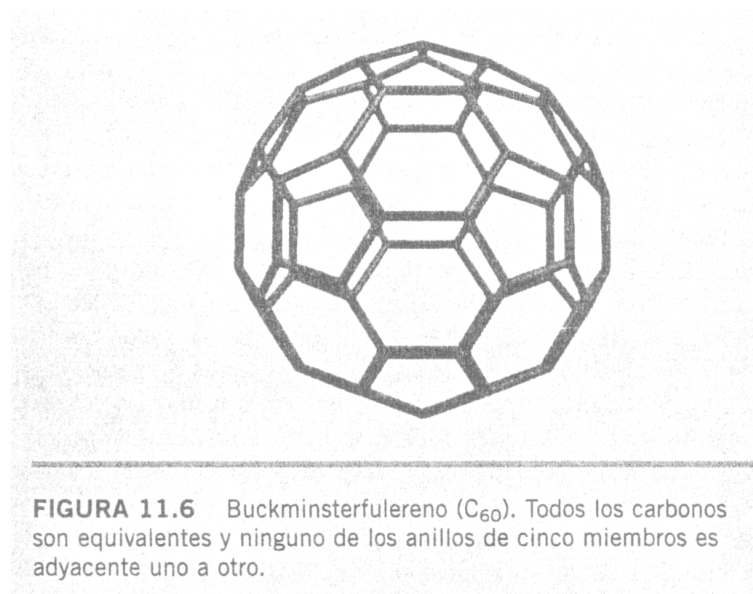 FIGURA 11.6 Buckminsterfulereno (C₆₀). Todos los carbonos
son equivalentes y ninguno de los anillos de cinco miembros es
adyacente uno a otro.